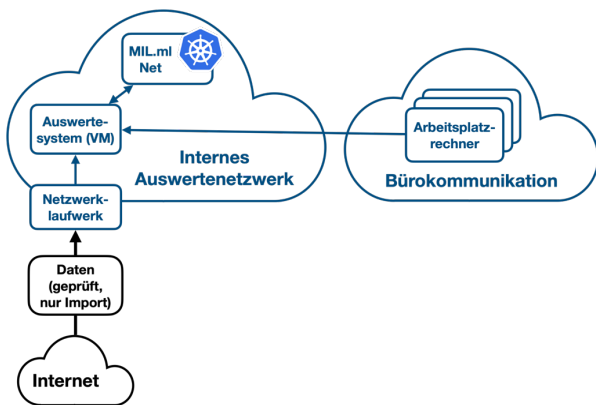 MIL.ml
Net
Auswerte-
system (VM)
Internes
Auswertenetzwerk
Arbeitsplatz-
rechner
Bürokommunikation
Netzwerk-
laufwerk
Daten
(geprüft,
nur Import)
Internet